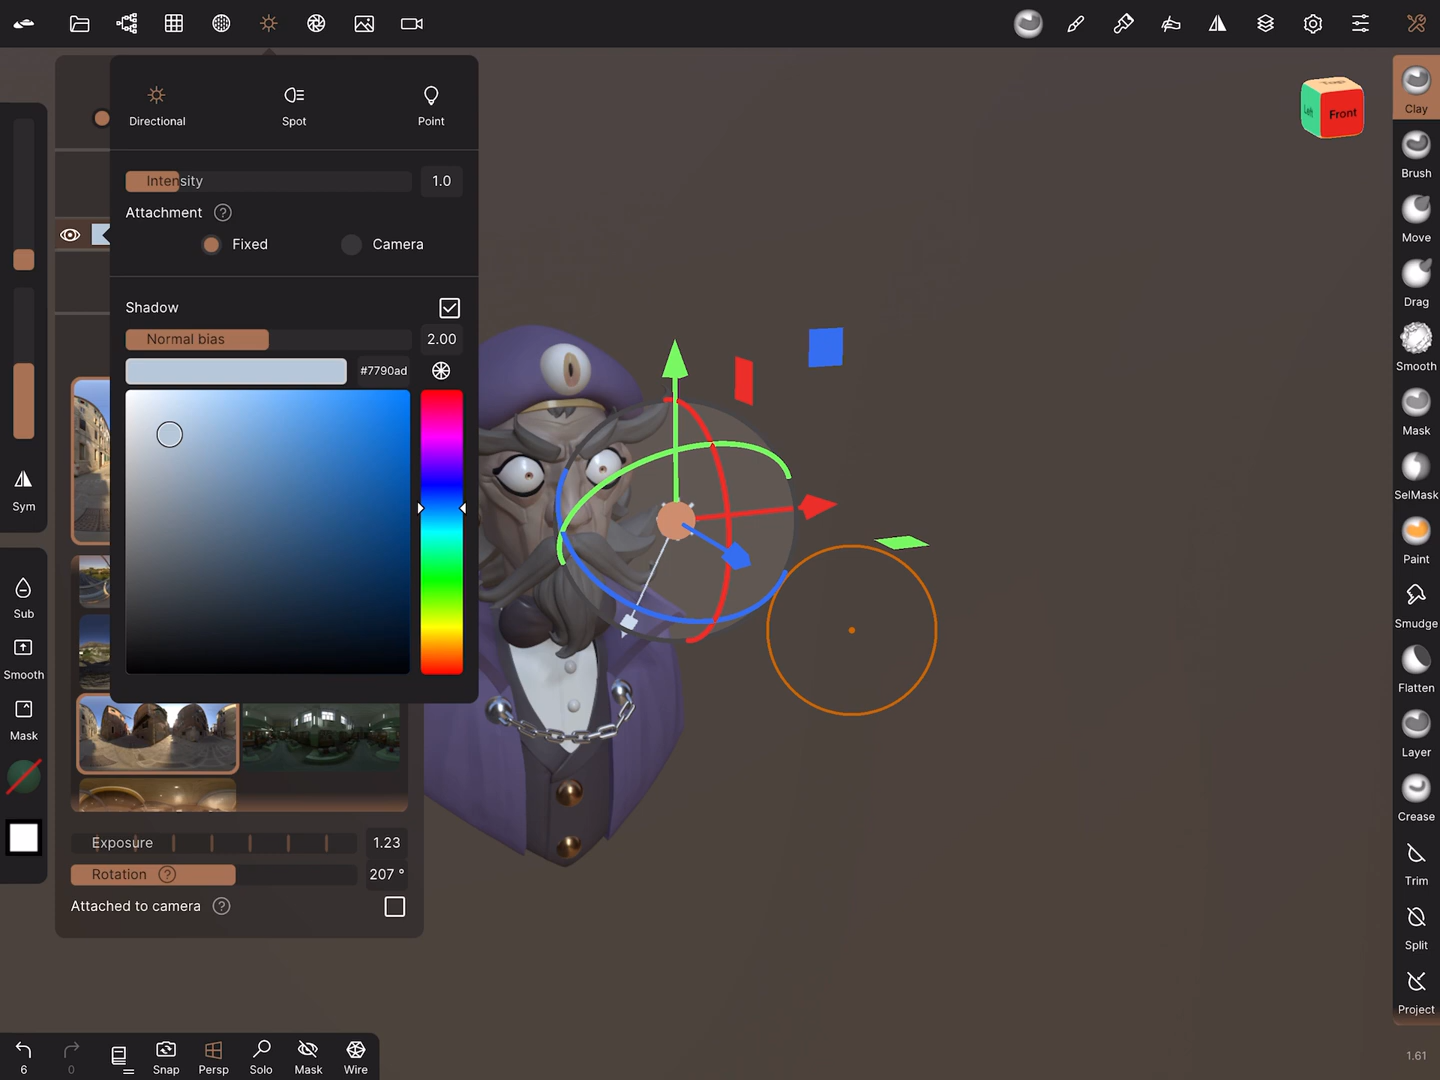 Directional
Spot
Point
Intensity
1.0
Attachment ?
Fixed
Camera
Shadow
Normal bias
2.00
#7790ad
Exposure
1.23
Rotation ?
207 °
Attached to camera ?
Sym
Sub
Smooth
Mask
Left
Front
Clay
Brush
Move
Drag
Smooth
Mask
SelMask
Paint
Smudge
Flatten
Layer
Crease
Trim
Split
Project
6
0
Snap
Persp
Solo
Mask
Wire
1.61